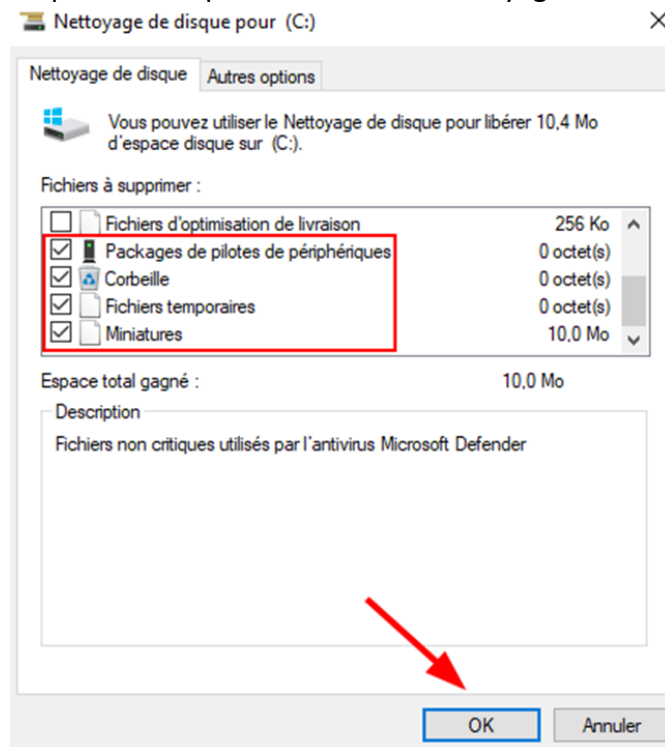 Nettoyage de disque pour (C:)
Nettoyage de disque
Autres options
Vous pouvez utiliser le Nettoyage de disque pour libérer 10,4 Mo
d'espace disque sur (C:).
Fichiers à supprimer :
Fichiers d'optimisation de livraison 256 Ko
Packages de pilotes de périphériques 0 octet(s)
Corbeille 0 octet(s)
Fichiers temporaires 0 octet(s)
Miniatures 10,0 Mo
Espace total gagné : 10,0 Mo
Description
Fichiers non critiques utilisés par l'antivirus Microsoft Defender
OK
Annuler